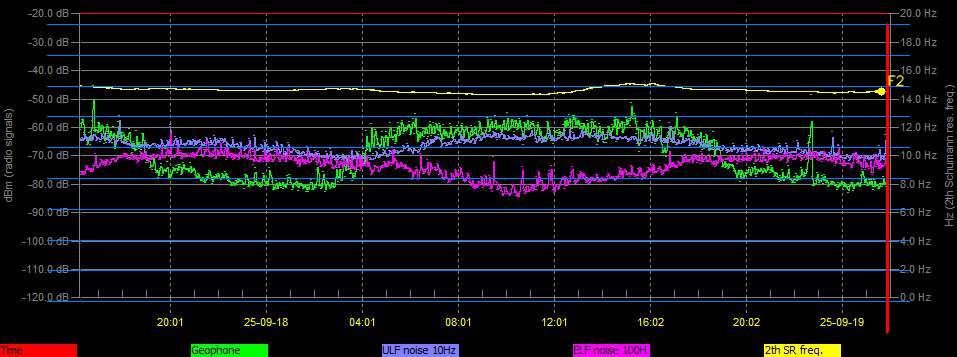 -20.0 dB
20.0 Hz
-30.0 dB
18.0 Hz
-40.0 dB
16.0 Hz
F2
-50.0 dB
14.0 Hz
-60.0 dB
12.0 Hz
-70.0 dB
10.0 Hz
-80.0 dB
8.0 Hz
-90.0 dB
6.0 Hz
-100.0 dB
4.0 Hz
-110.0 dB
2.0 Hz
-120.0 dB
0.0 Hz
dBm (radio signals)
Hz (2th Schumann res. freq.)
20:01 25-09-18 04:01 08:01 12:01 16:02 20:02 25-09-19
Time Geophone ULF noise 10Hz ELF noise 100H 2th SR freq.